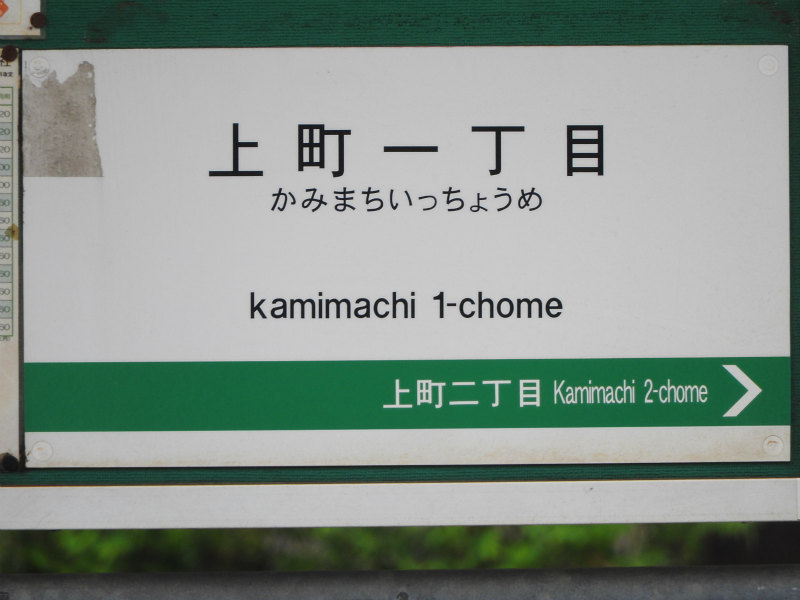 上町一丁目
かみまちいっちょうめ
kamimachi 1-chome
上町二丁目 Kamimachi 2-chome